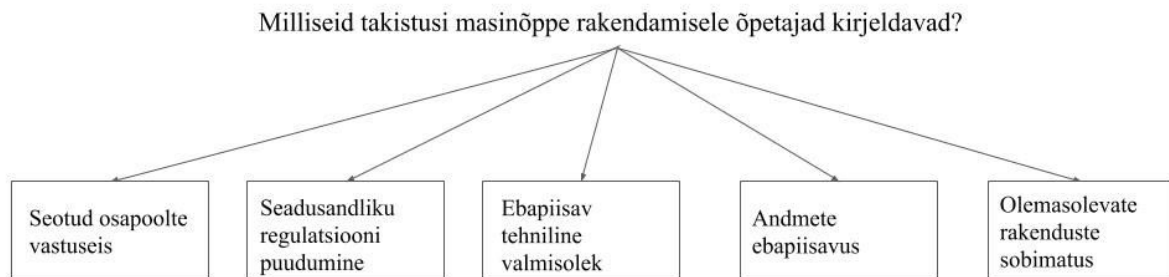 Milliseid takistusi masinõppe rakendamisele õpetajad kirjeldavad?
Seotud osapoolte
vastuseis
Seadusandliku
regulatsiooni
puudumine
Ebapiisav
tehniline
valmisolek
Andmete
ebapiisavus
Olemasolevate
rakenduste
sobimatus